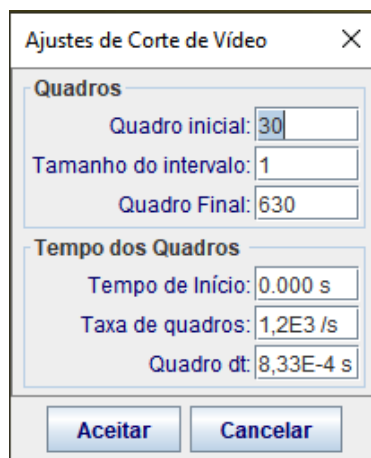 Ajustes de Corte de Vídeo
Quadros
Quadro inicial: 30
Tamanho do intervalo: 1
Quadro Final: 630
Tempo dos Quadros
Tempo de Início: 0.000 s
Taxa de quadros: 1,2E3 /s
Quadro dt: 8,33E-4 s
Aceitar Cancelar